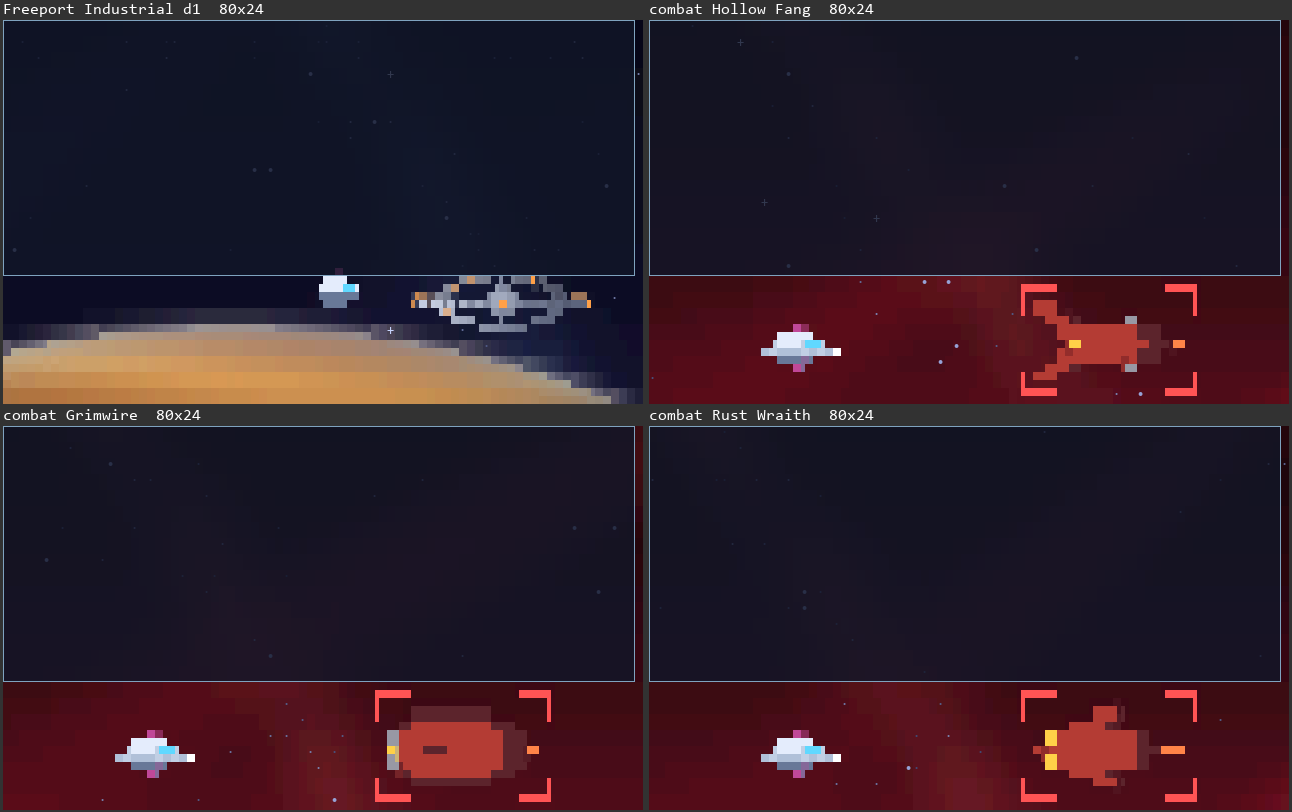 Freeport Industrial d1  80x24
combat Hollow Fang  80x24
combat Grimwire  80x24
combat Rust Wraith  80x24